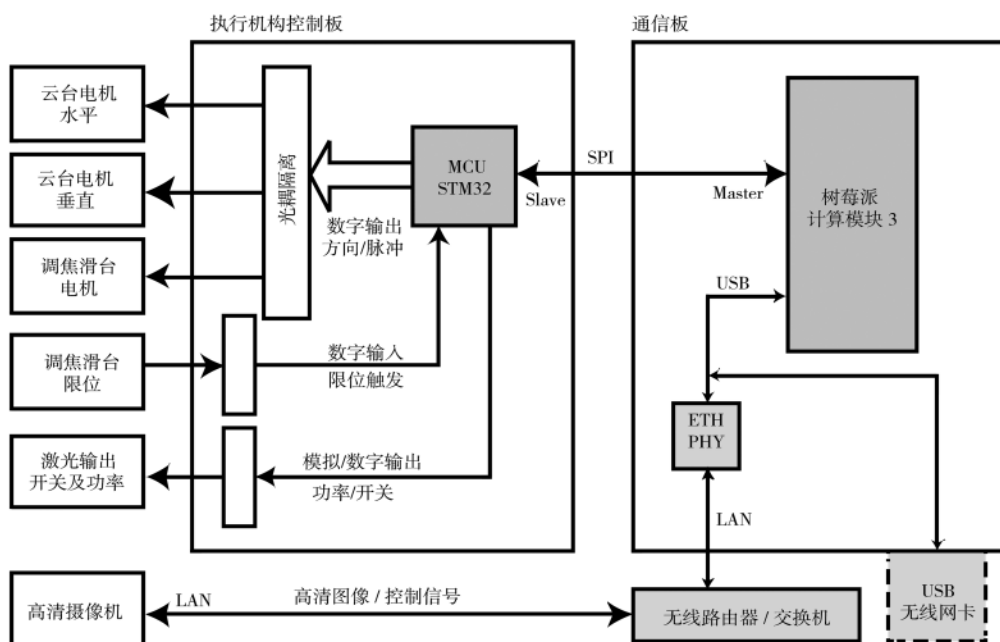 执行机构控制板
通信板
云台电机
水平
云台电机
垂直
调焦滑台
电机
调焦滑台
限位
激光输出
开关及功率
高清摄像机
光耦隔离
MCU
STM32
数字输出
方向/脉冲
数字输入
限位触发
模拟/数字输出
功率/开关
SPI
Slave
Master
树莓派
计算模块 3
USB
ETH
PHY
LAN
LAN
高清图像 / 控制信号
无线路由器 / 交换机
USB
无线网卡